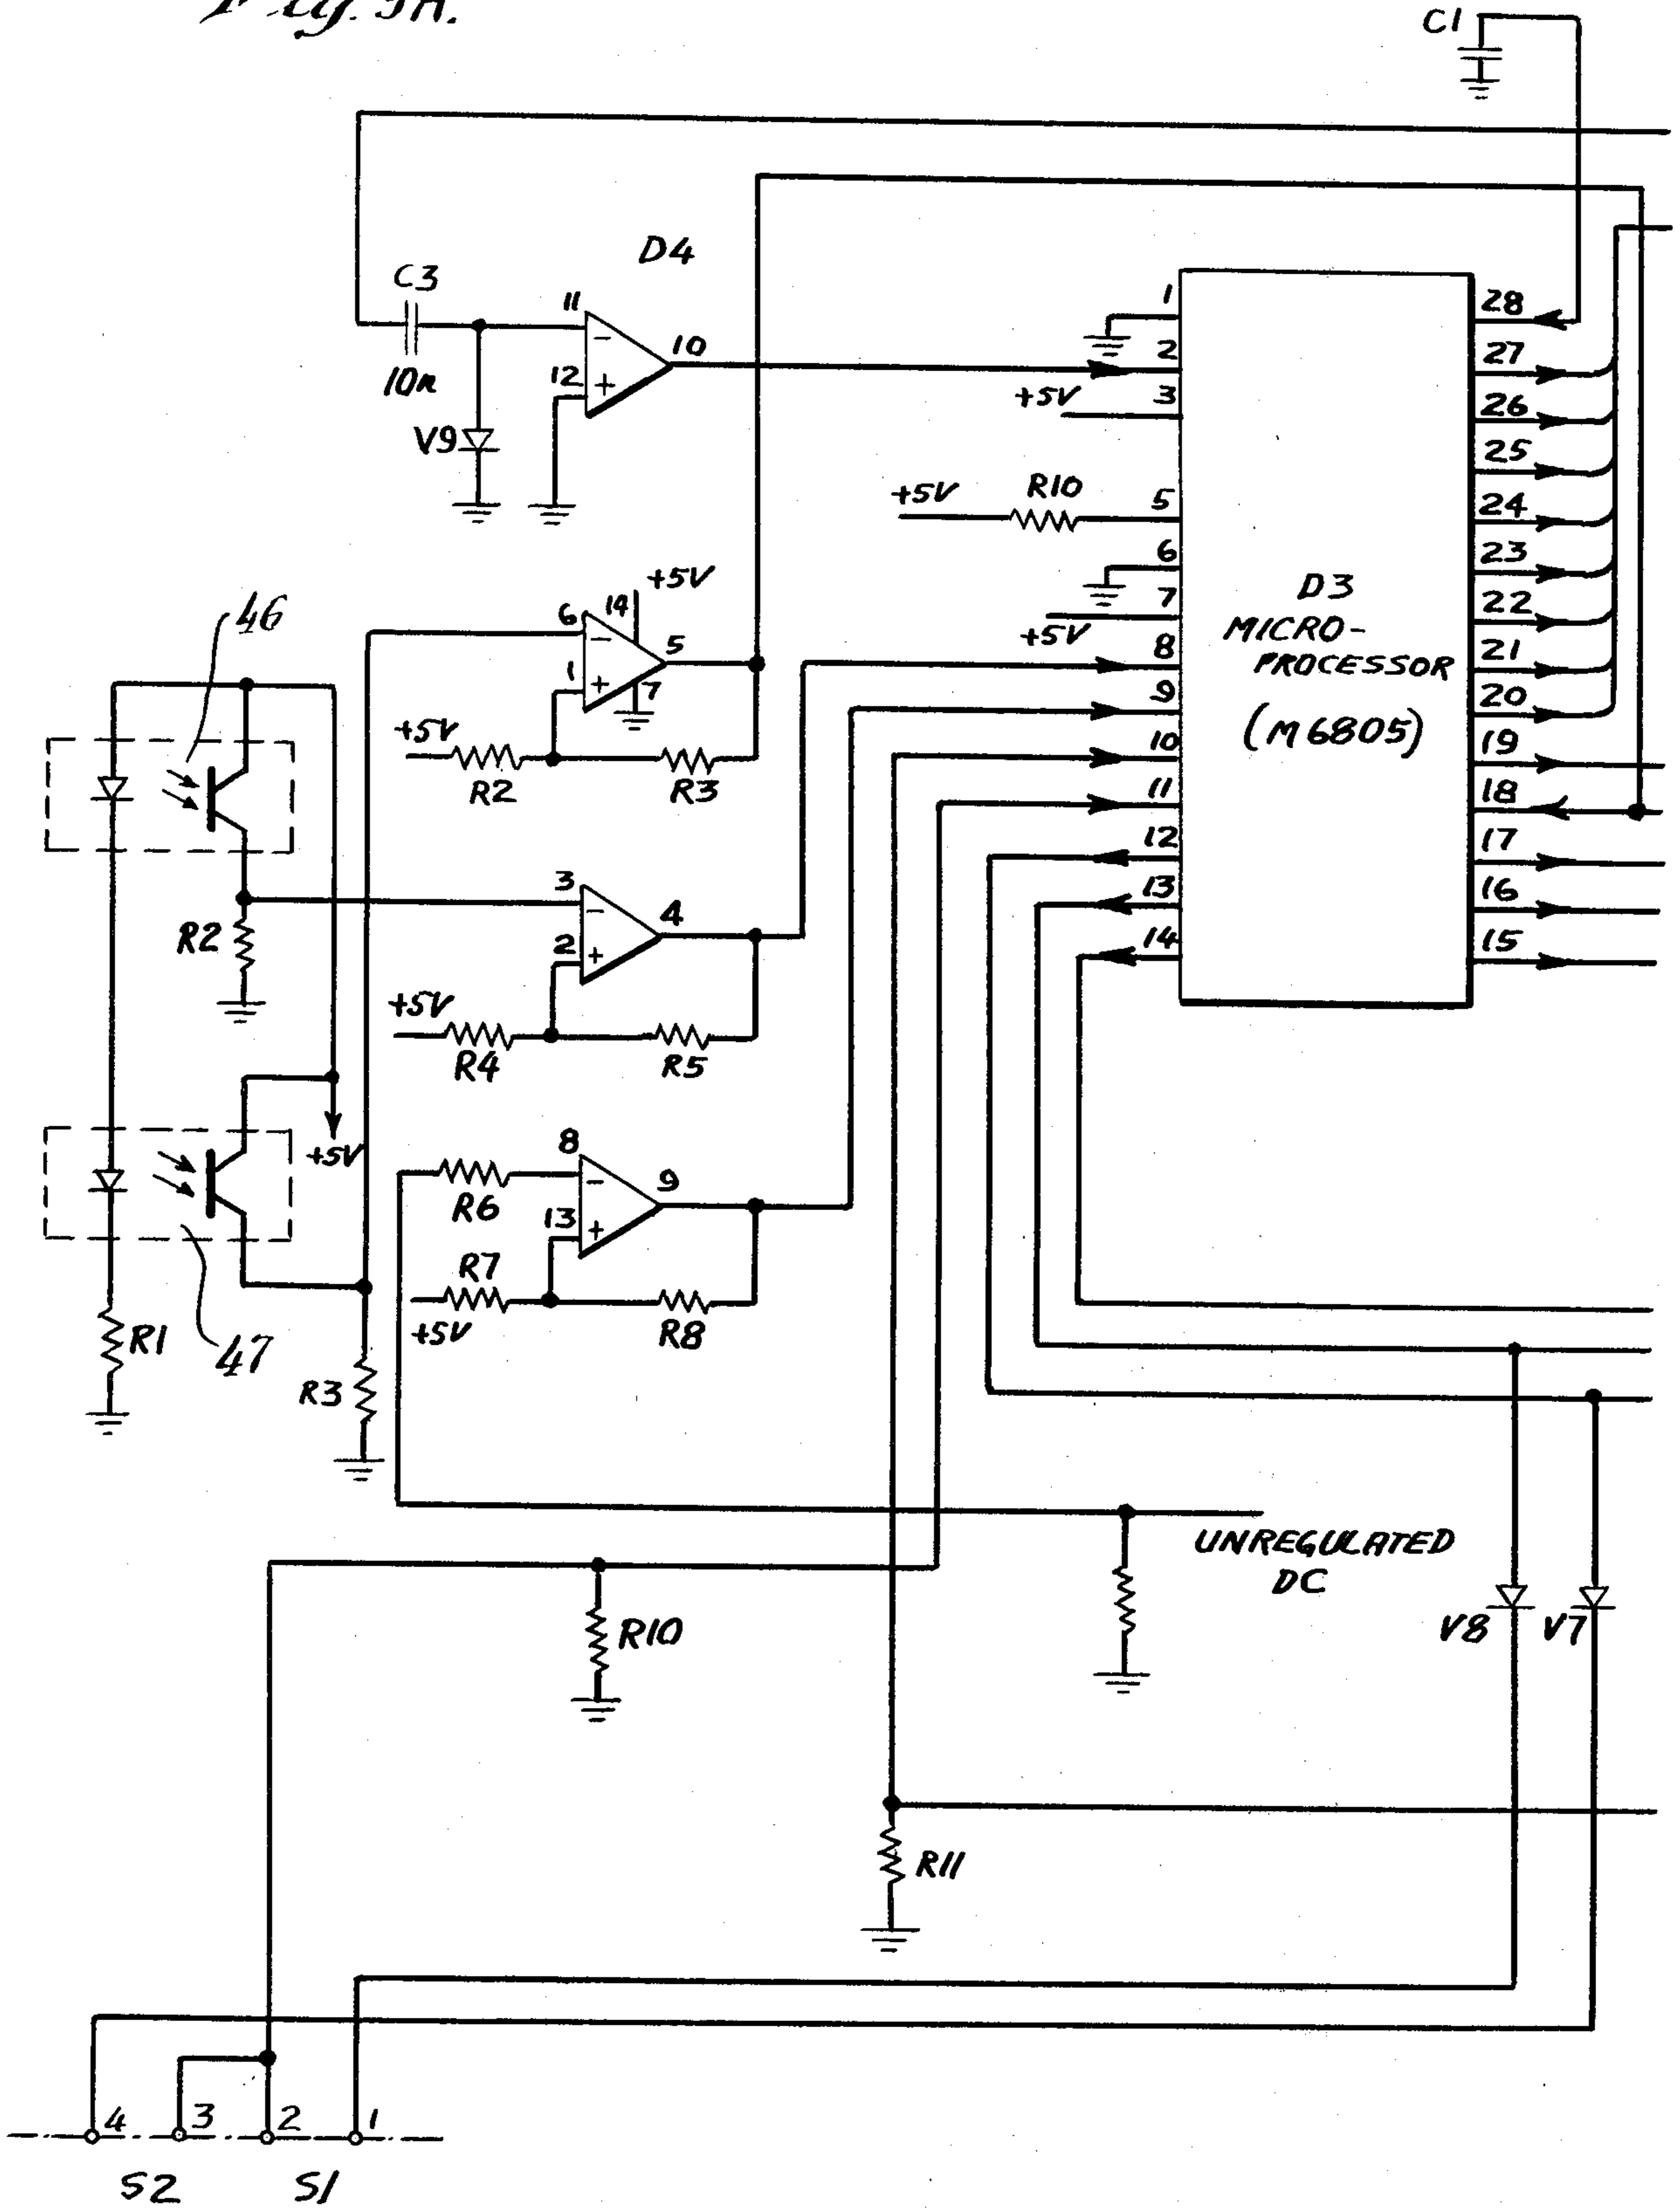 Fig. 5A.
C1
D4
C3
10n
11
12
10
V9
1
2
3
+5V
+5V
R10
5
6
7
+5V
8
9
10
11
12
13
14
D3
MICRO-
PROCESSOR
(M6805)
28
27
26
25
24
23
22
21
20
19
18
17
16
15
46
6
14
+5V
5
1
7
+5V
R2
R3
3
4
2
R2
+5V
R4
R5
+5V
8
9
R6
13
R7
+5V
R8
R1
47
R3
UNREGULATED
DC
R10
V8
V7
R11
4
3
2
1
S2
S1